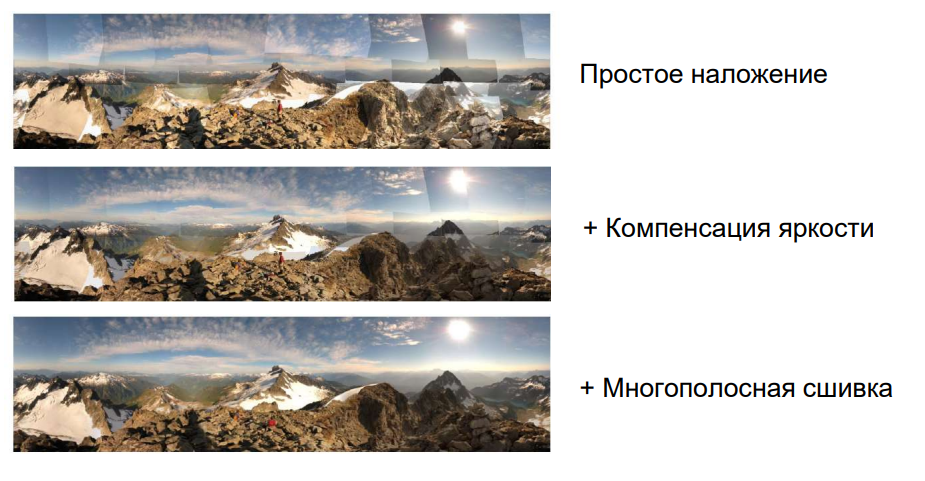 Простое наложение
+ Компенсация яркости
+ Многополосная сшивка